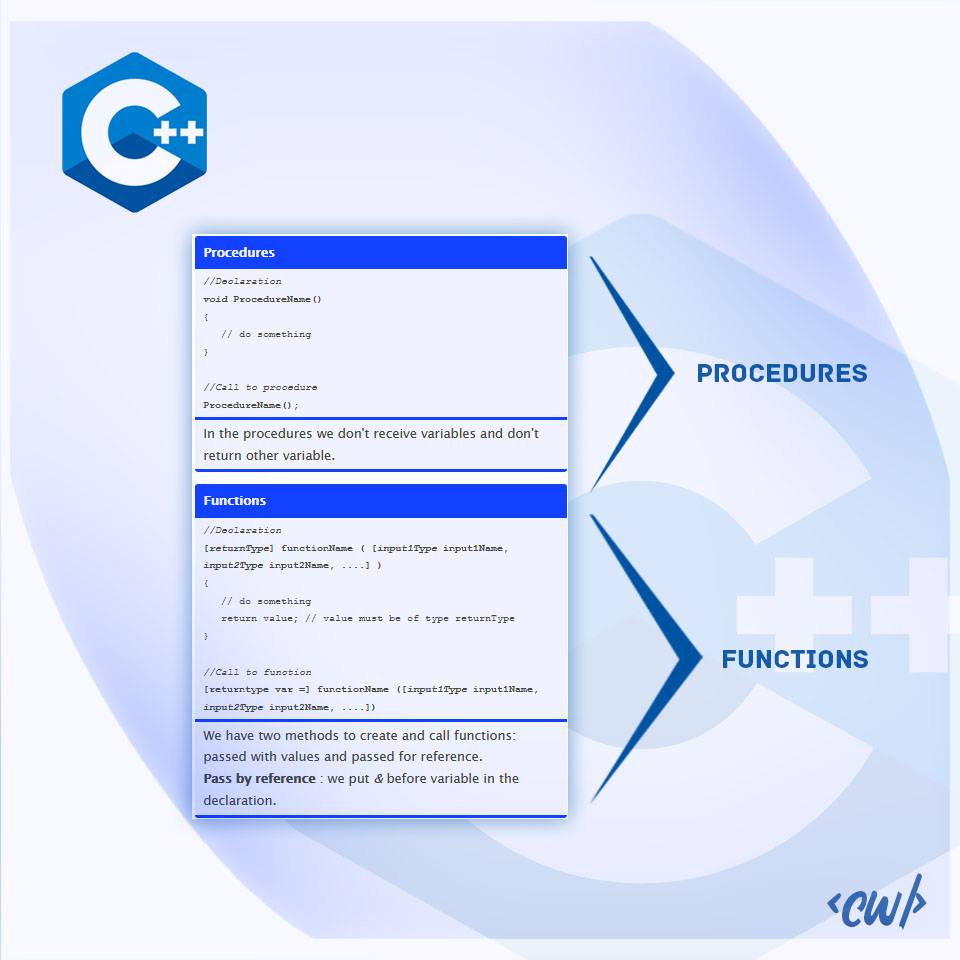 C++
Procedures
//Declaration
void ProcedureName()
{
// do something
}
//Call to procedure
ProcedureName();
In the procedures we don't receive variables and don't
return other variable.
PROCEDURES
Functions
//Declaration
[returnType] functionName ( [input1Type input1Name,
input2Type input2Name, ....] )
{
// do something
return value; // value must be of type returnType
}
//Call to function
[returntype var =] functionName ([input1Type input1Name,
input2Type input2Name, ....])
We have two methods to create and call functions:
passed with values and passed for reference.
Pass by reference : we put & before variable in the
declaration.
FUNCTIONS
C++
<CW/>